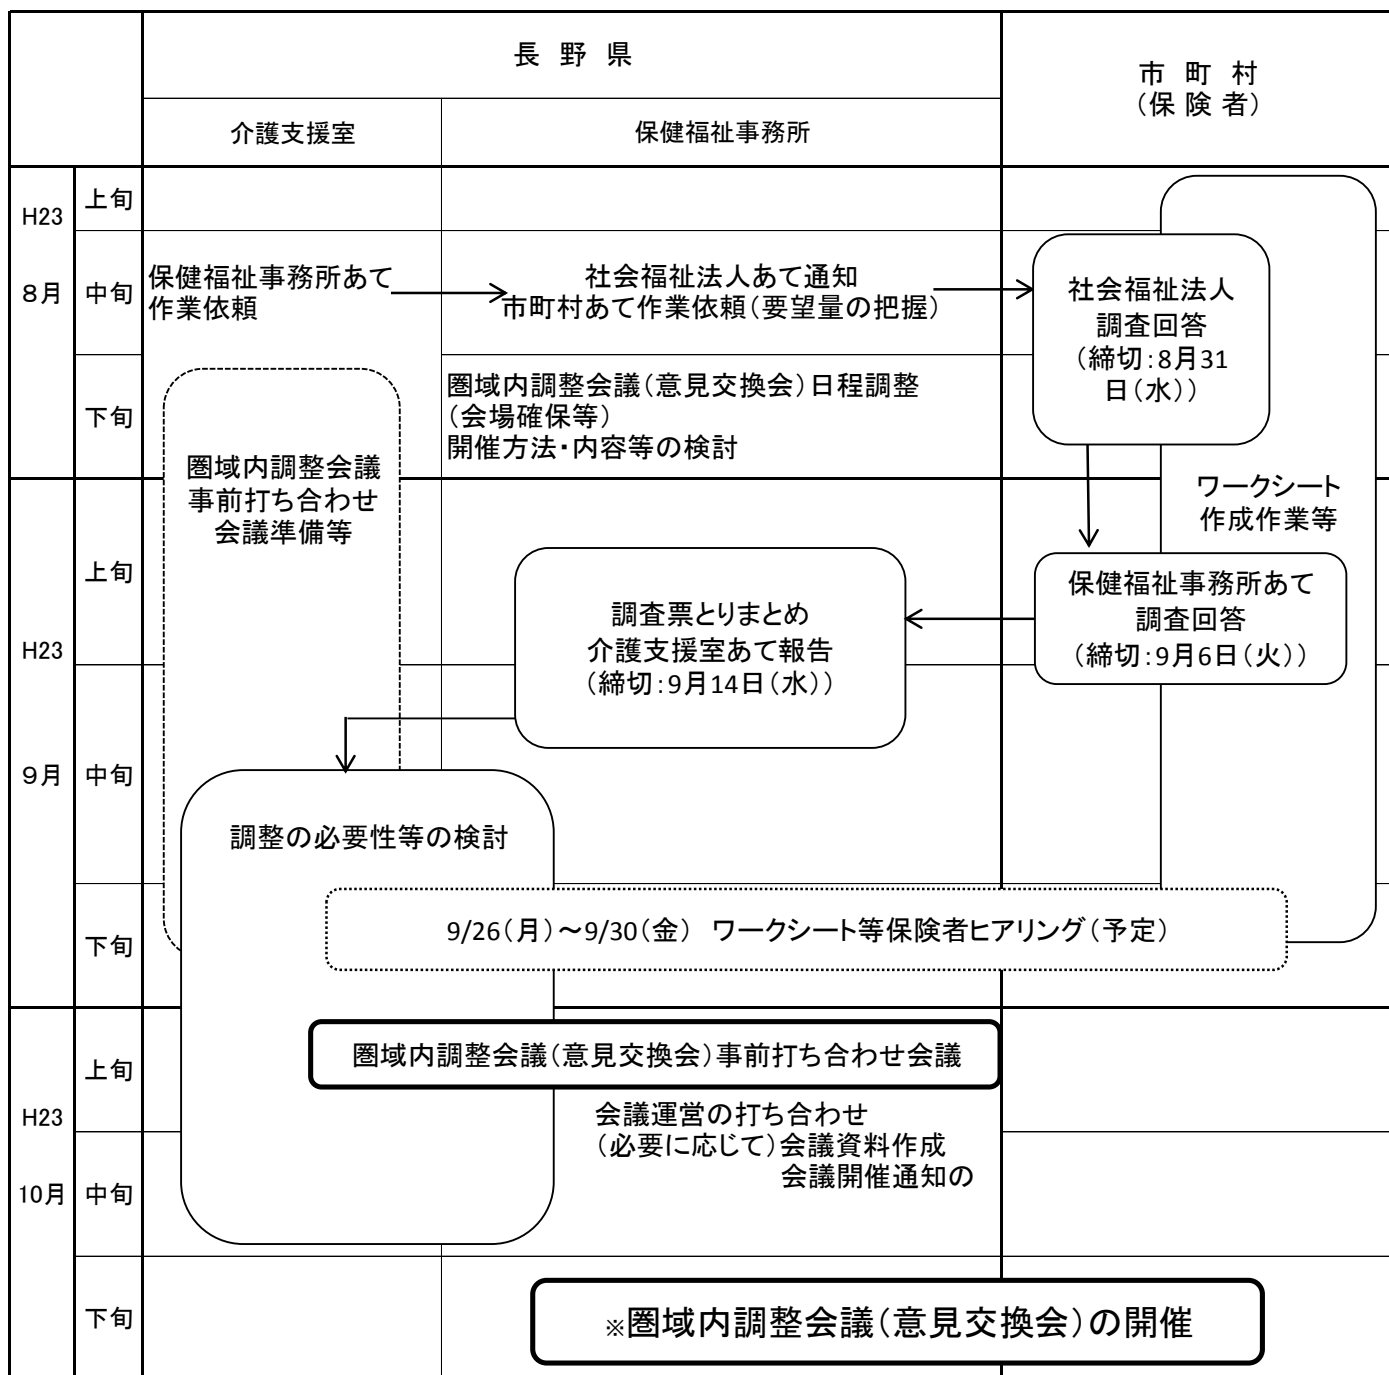 長 野 県
市 町 村
(保 険 者)
介護支援室
保健福祉事務所
H23
8月
上旬
中旬
保健福祉事務所あて
作業依頼
社会福祉法人あて通知
市町村あて作業依頼(要望量の把握)
社会福祉法人
調査回答
(締切:8月31
日(水))
下旬
圏域内調整会議(意見交換会)日程調整
(会場確保等)
開催方法・内容等の検討
圏域内調整会議
事前打ち合わせ
会議準備等
ワークシート
作成作業等
H23
9月
上旬
調査票とりまとめ
介護支援室あて報告
(締切:9月14日(水))
保健福祉事務所あて
調査回答
(締切:9月6日(火))
中旬
調整の必要性等の検討
下旬
9/26(月)~9/30(金) ワークシート等保険者ヒアリング(予定)
H23
10月
上旬
圏域内調整会議(意見交換会)事前打ち合わせ会議
会議運営の打ち合わせ
(必要に応じて)会議資料作成
会議開催通知の
中旬
下旬
※圏域内調整会議(意見交換会)の開催